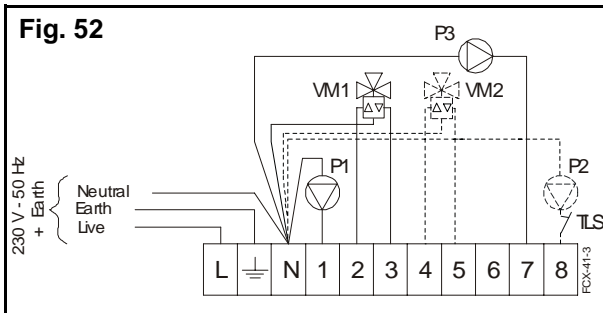 Fig. 52
P3
VM1
VM2
P1
P2
TLS
230 V - 50 Hz
+ Earth
Neutral
Earth
Live
L N 1 2 3 4 5 6 7 8
FCX-41-3